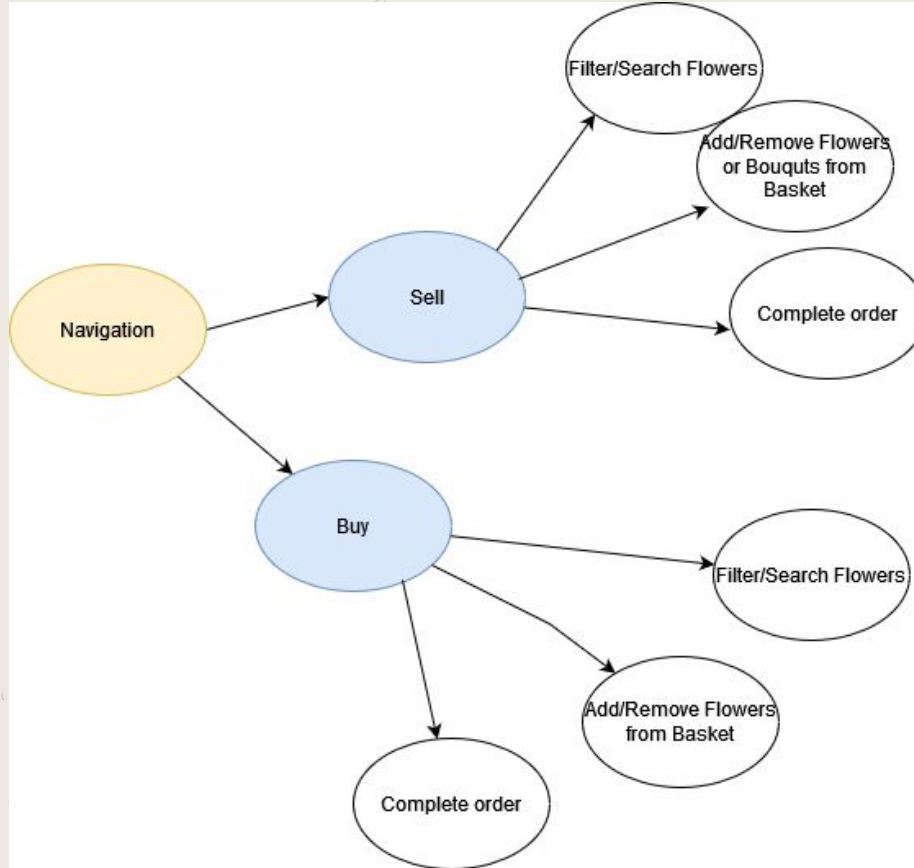 Filter/Search Flowers
Add/Remove Flowers
or Bouquts from
Basket
Sell
Complete order
Navigation
Buy
Filter/Search Flowers
Add/Remove Flowers
from Basket
Complete order